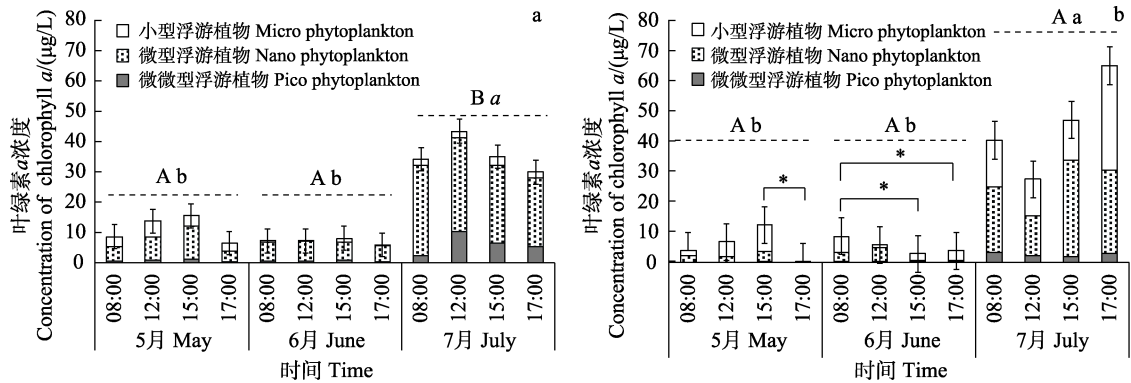 a
80
70
60
50
40
30
20
10
0
叶绿素a浓度
Concentration of chlorophyll a/(μg/L)
小型浮游植物 Micro phytoplankton
微型浮游植物 Nano phytoplankton
微微型浮游植物 Pico phytoplankton
A b
A b
B a
08:00
12:00
15:00
17:00
08:00
12:00
15:00
17:00
08:00
12:00
15:00
17:00
5月 May
6月 June
7月 July
时间 Time
b
80
70
60
50
40
30
20
10
0
叶绿素a浓度
Concentration of chlorophyll a/(μg/L)
A a
小型浮游植物 Micro phytoplankton
微型浮游植物 Nano phytoplankton
微微型浮游植物 Pico phytoplankton
A b
A b
*
*
*
08:00
12:00
15:00
17:00
08:00
12:00
15:00
17:00
08:00
12:00
15:00
17:00
5月 May
6月 June
7月 July
时间 Time